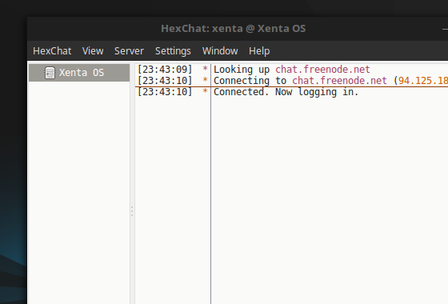 HexChat: xenta @ Xenta OS
HexChat View Server Settings Window Help
Xenta OS
[23:43:09] * Looking up chat.freenode.net
[23:43:10] * Connecting to chat.freenode.net (94.125.18
[23:43:10] * Connected. Now logging in.